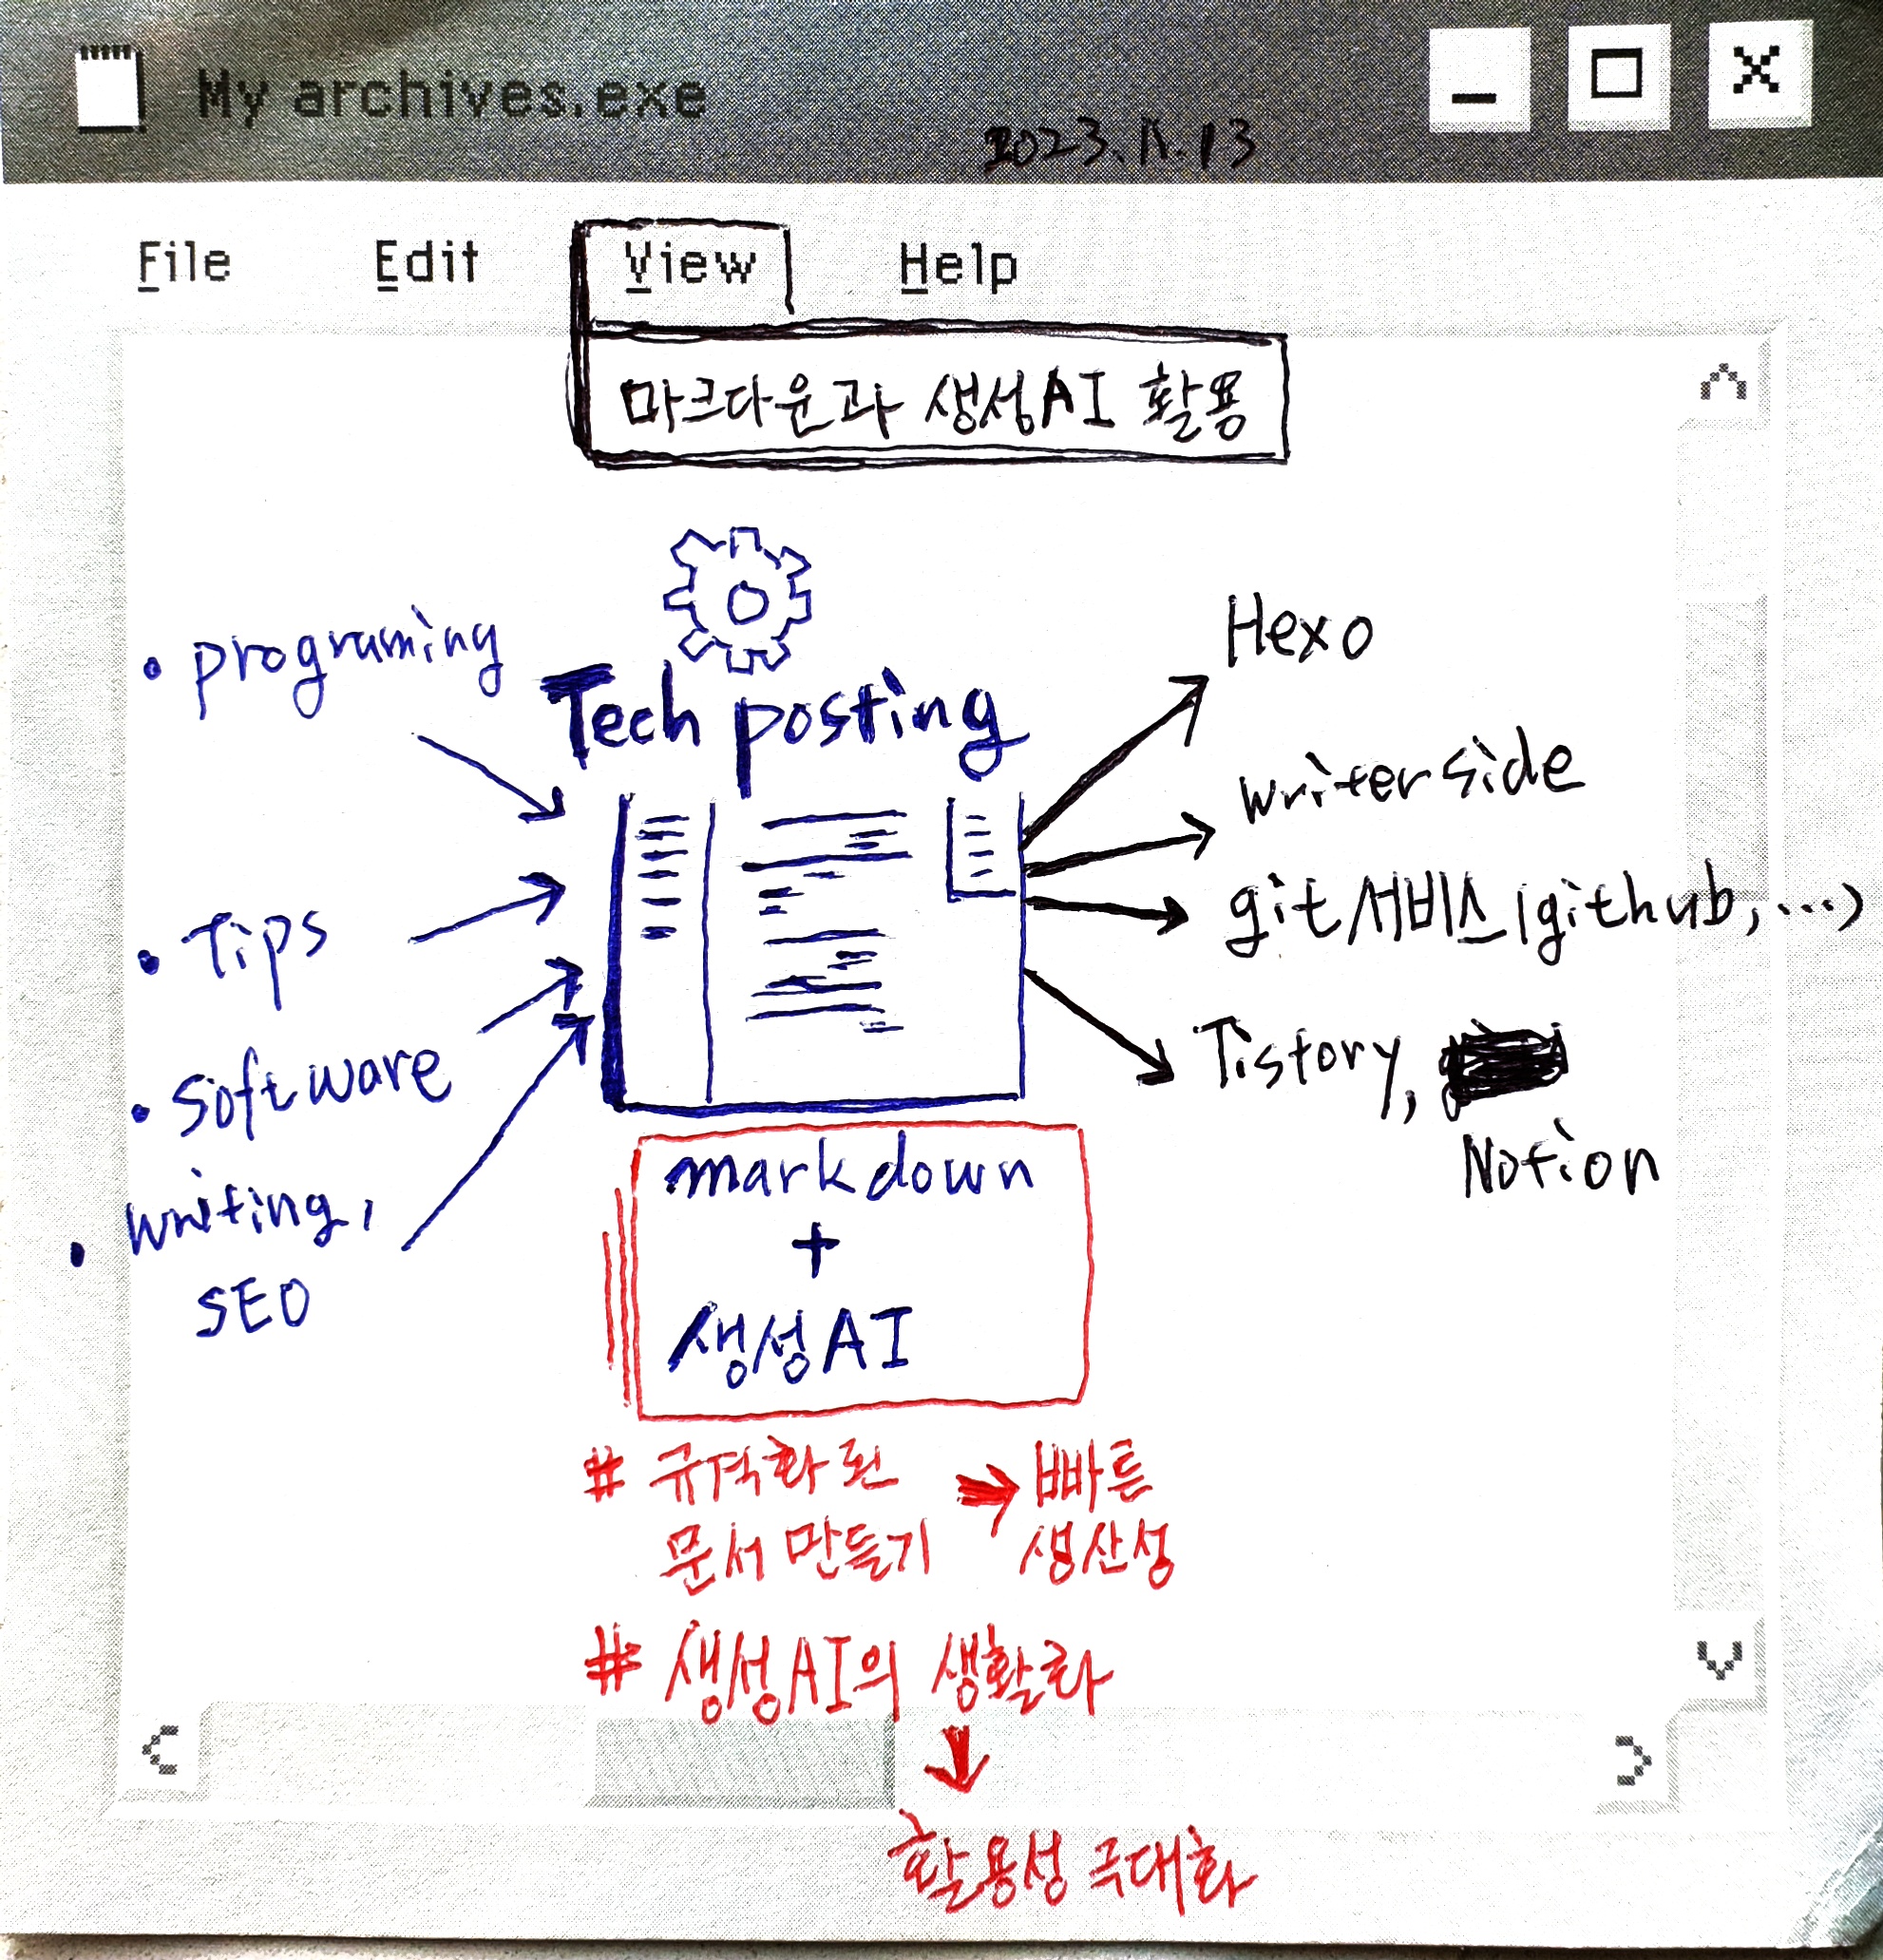 My archives.exe
2023.11.13
File Edit View Help
마크다운과 생성AI 활용
• programing
Tech posting
Hexo
writerside
• Tips
git서비스(github, ...)
• software
Tistory,
Notion
• writing,
SEO
markdown
+
생성AI
# 규격화 된
문서 만들기
→ 빠른
생산성
# 생성AI의 생활화
↓
활용성 극대화